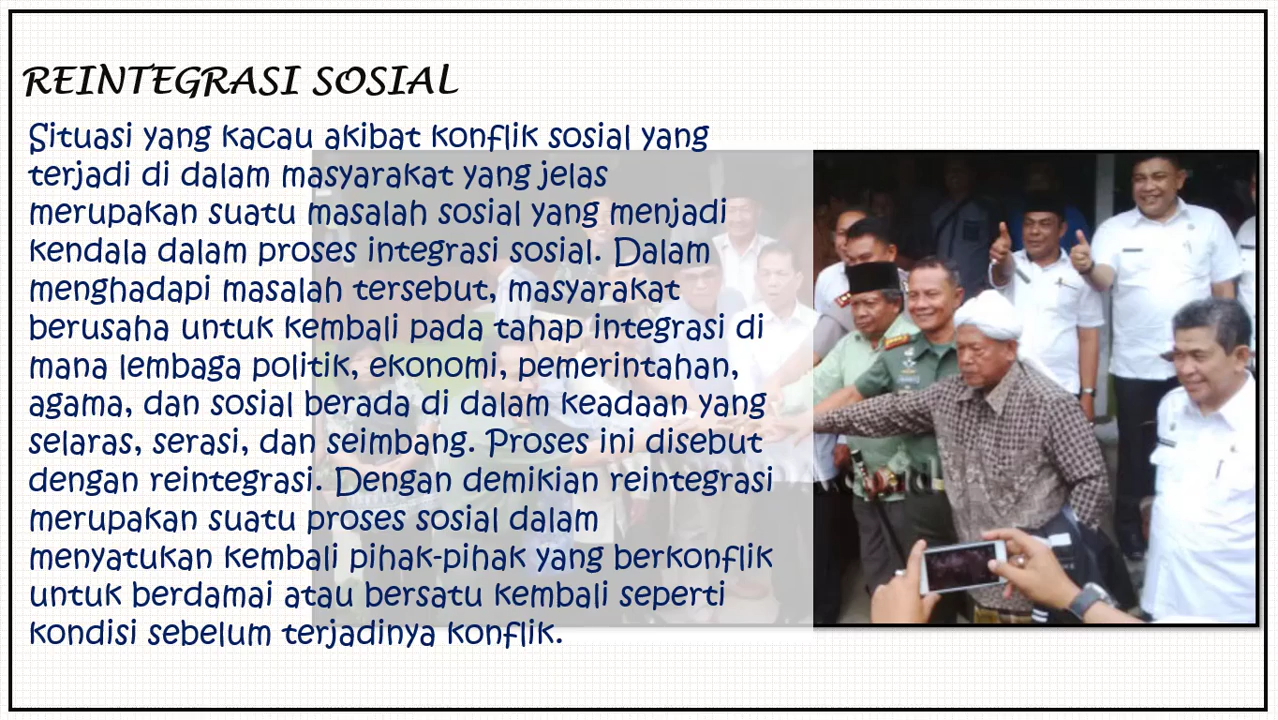 REINTEGRASI SOSIAL
Situasi yang kacau akibat konflik sosial yang
terjadi di dalam masyarakat yang jelas
merupakan suatu masalah sosial yang menjadi
kendala dalam proses integrasi sosial. Dalam
menghadapi masalah tersebut, masyarakat
berusaha untuk kembali pada tahap integrasi di
mana lembaga politik, ekonomi, pemerintahan,
agama, dan sosial berada di dalam keadaan yang
selaras, serasi, dan seimbang. Proses ini disebut
dengan reintegrasi. Dengan demikian reintegrasi
merupakan suatu proses sosial dalam
menyatukan kembali pihak-pihak yang berkonflik
untuk berdamai atau bersatu kembali seperti
kondisi sebelum terjadinya konflik.